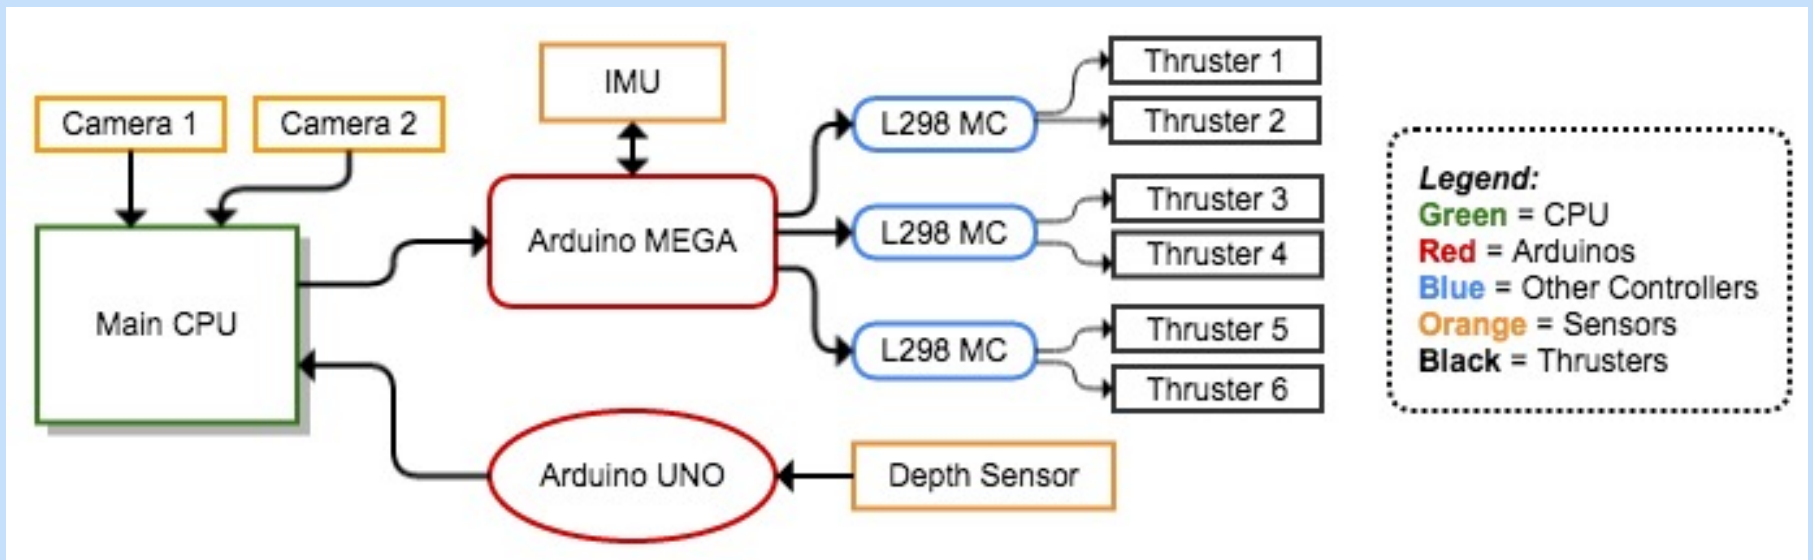 Camera 1
Camera 2
IMU
Main CPU
Arduino MEGA
Arduino UNO
Depth Sensor
L298 MC
L298 MC
L298 MC
Thruster 1
Thruster 2
Thruster 3
Thruster 4
Thruster 5
Thruster 6
Legend:
Green = CPU
Red = Arduinos
Blue = Other Controllers
Orange = Sensors
Black = Thrusters